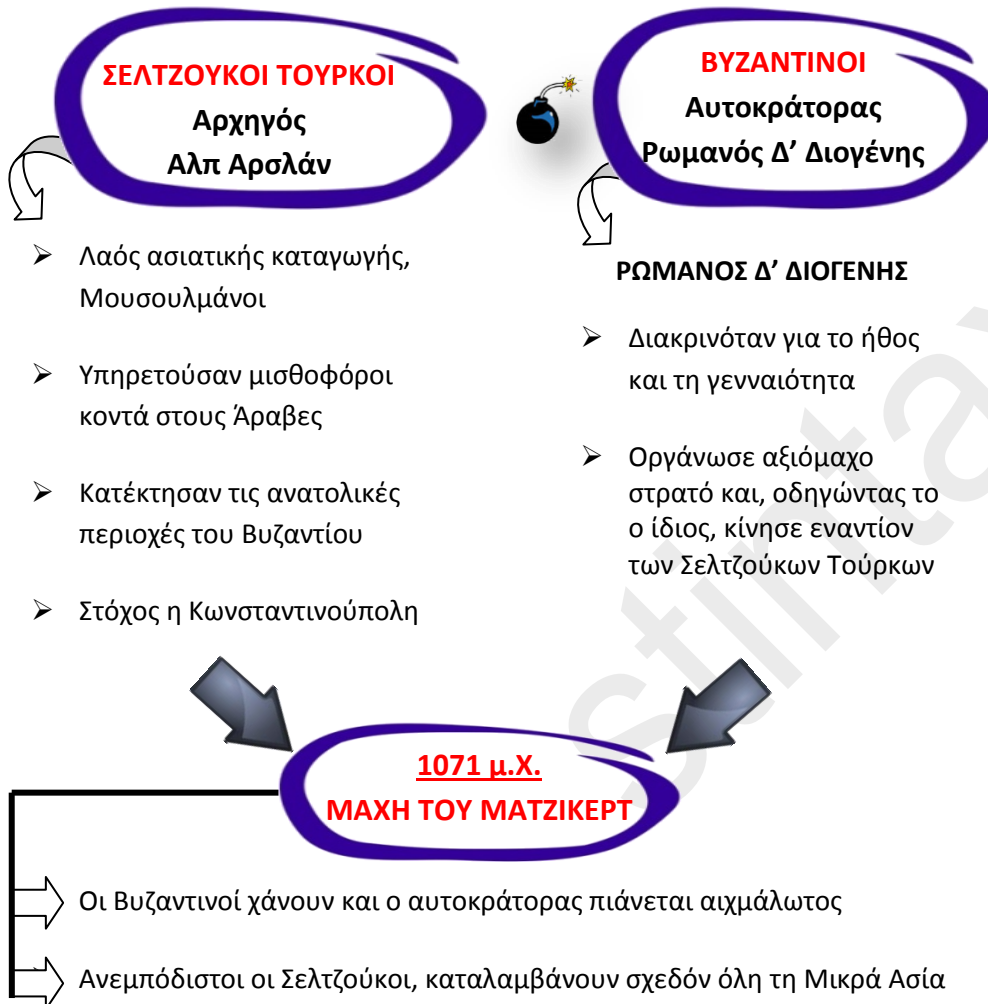 ΣΕΛΤΖΟΥΚΟΙ ΤΟΥΡΚΟΙ
Αρχηγός
Αλπ Αρσλάν
ΒΥΖΑΝΤΙΝΟΙ
Αυτοκράτορας
Ρωμανός Δ’ Διογένης
➢ Λαός ασιατικής καταγωγής,
Μουσουλμάνοι
➢ Υπηρετούσαν μισθοφόροι
κοντά στους Άραβες
➢ Κατέκτησαν τις ανατολικές
περιοχές του Βυζαντίου
➢ Στόχος η Κωνσταντινούπολη
ΡΩΜΑΝΟΣ Δ’ ΔΙΟΓΕΝΗΣ
➢ Διακρινόταν για το ήθος
και τη γενναιότητα
➢ Οργάνωσε αξιόμαχο
στρατό και, οδηγώντας το
ο ίδιος, κίνησε εναντίον
των Σελτζούκων Τούρκων
1071 μ.Χ.
ΜΑΧΗ ΤΟΥ ΜΑΤΖΙΚΕΡΤ
Οι Βυζαντινοί χάνουν και ο αυτοκράτορας πιάνεται αιχμάλωτος
Ανεμπόδιστοι οι Σελτζούκοι, καταλαμβάνουν σχεδόν όλη τη Μικρά Ασία
stinta